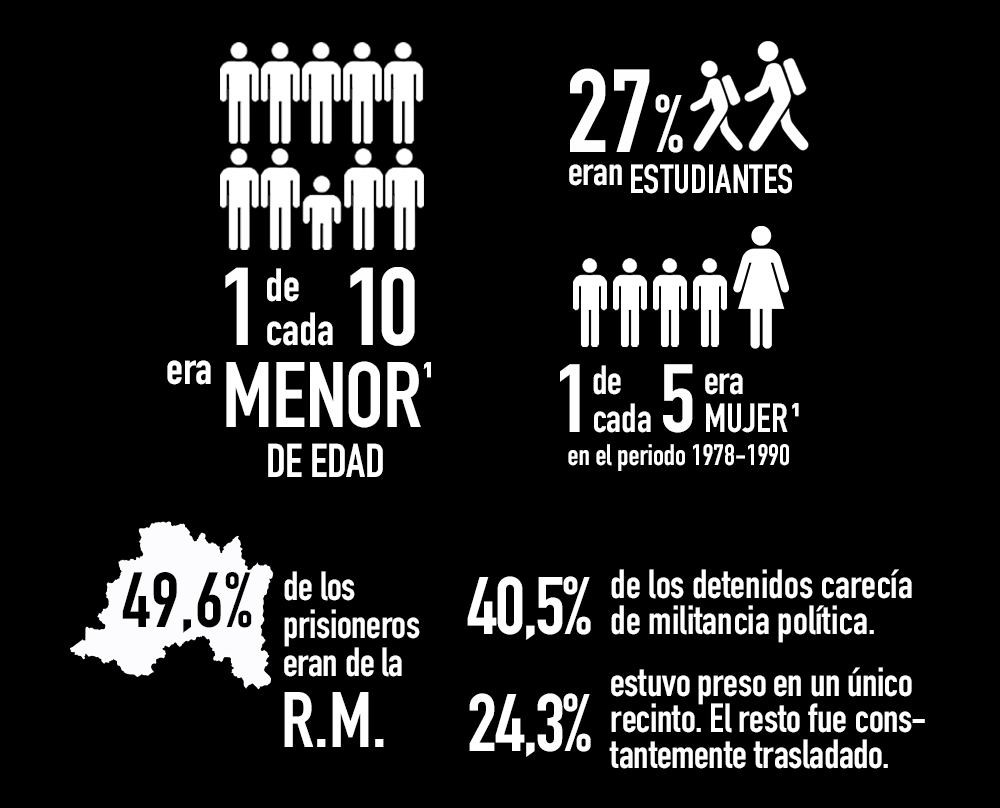 1 de cada 10
era MENOR¹
DE EDAD
27%
eran ESTUDIANTES
1 de cada 5 era MUJER¹
en el periodo 1978-1990
49,6%
de los
prisioneros
eran de la
R.M.
40,5%
de los detenidos carecía
de militancia política.
24,3%
estuvo preso en un único
recinto. El resto fue cons-
tantemente trasladado.